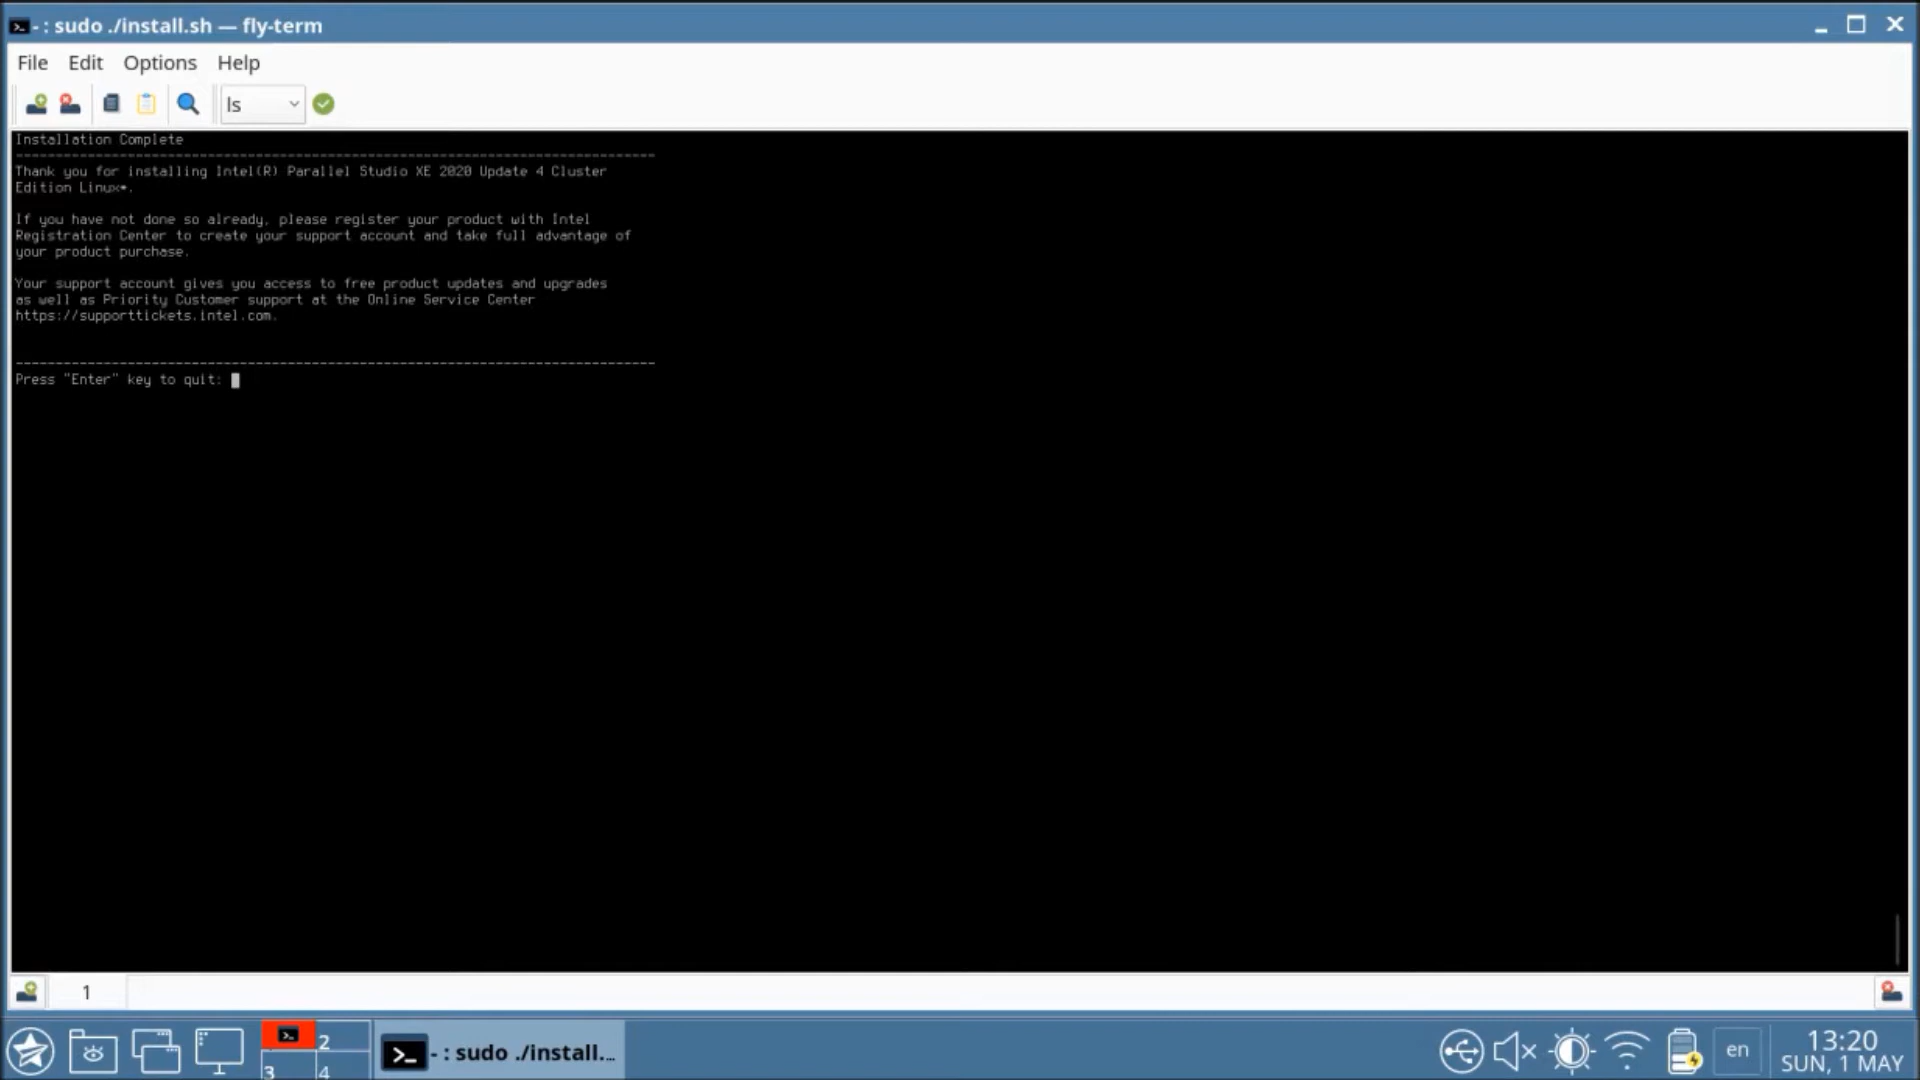 - : sudo ./install.sh — fly-term
File Edit Options Help
ls
Installation Complete
--------------------------------------------------------------------------------
Thank you for installing Intel(R) Parallel Studio XE 2020 Update 4 Cluster
Edition Linux*.
If you have not done so already, please register your product with Intel
Registration Center to create your support account and take full advantage of
your product purchase.
Your support account gives you access to free product updates and upgrades
as well as Priority Customer support at the Online Service Center
https://supporttickets.intel.com.
--------------------------------------------------------------------------------
Press "Enter" key to quit:
1
2
3 4
- : sudo ./install....
en
13:20
SUN, 1 MAY